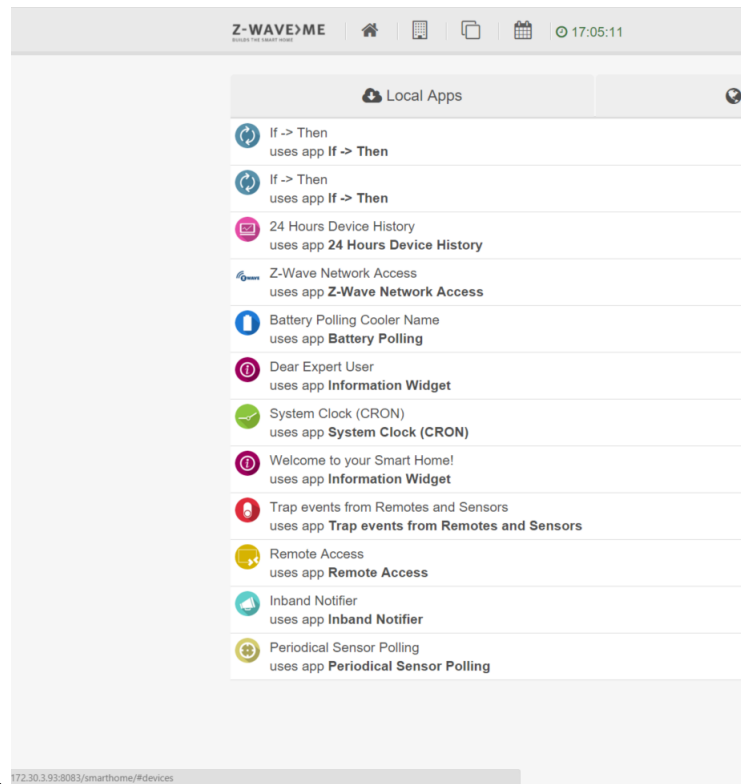 Z-WAVE>ME
BUILDS THE SMART HOME
17:05:11
Local Apps
If -> Then
uses app If -> Then
If -> Then
uses app If -> Then
24 Hours Device History
uses app 24 Hours Device History
Z-Wave Network Access
uses app Z-Wave Network Access
Battery Polling Cooler Name
uses app Battery Polling
Dear Expert User
uses app Information Widget
System Clock (CRON)
uses app System Clock (CRON)
Welcome to your Smart Home!
uses app Information Widget
Trap events from Remotes and Sensors
uses app Trap events from Remotes and Sensors
Remote Access
uses app Remote Access
Inband Notifier
uses app Inband Notifier
Periodical Sensor Polling
uses app Periodical Sensor Polling
172.30.3.93:8083/smarthome/#devices